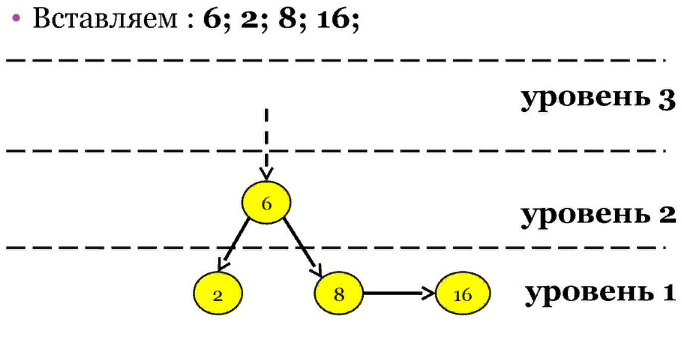 • Вставляем : 6; 2; 8; 16;
уровень 3
6
уровень 2
2 8 16 уровень 1